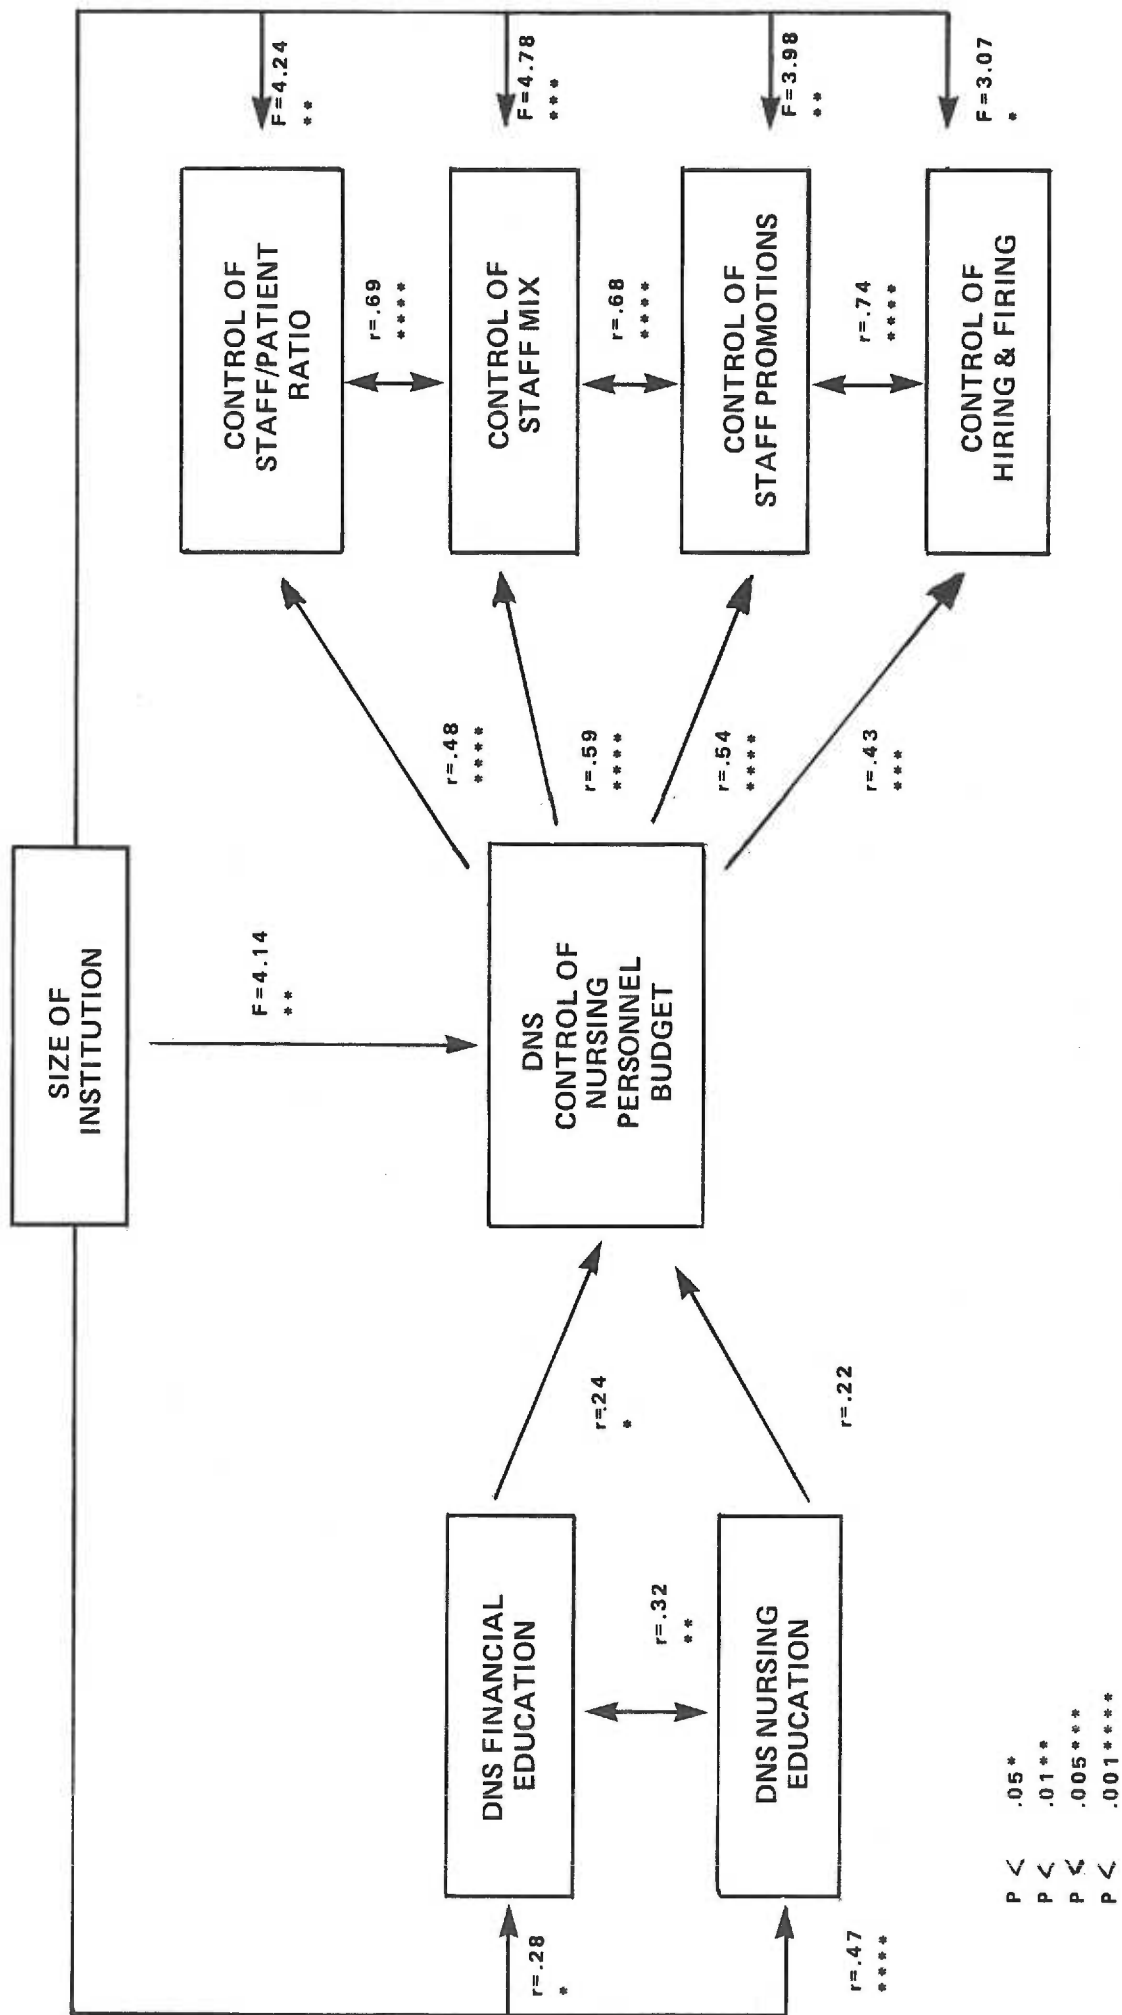 SIZE OF
INSTITUTION
F=4.14
**
r=.28
*
DNS FINANCIAL
EDUCATION
r=.24
*
r=.32
**
r=.47
****
DNS NURSING
EDUCATION
r=.22
DNS
CONTROL OF
NURSING
PERSONNEL
BUDGET
r=.48
****
r=.59
****
r=.54
****
r=.43
***
CONTROL OF
STAFF/PATIENT
RATIO
F=4.24
**
r=.69
****
CONTROL OF
STAFF MIX
F=4.78
***
r=.68
****
CONTROL OF
STAFF PROMOTIONS
F=3.98
**
r=.74
****
CONTROL OF
HIRING & FIRING
F=3.07
*
P < .05*
P < .01**
P < .005***
P < .001****